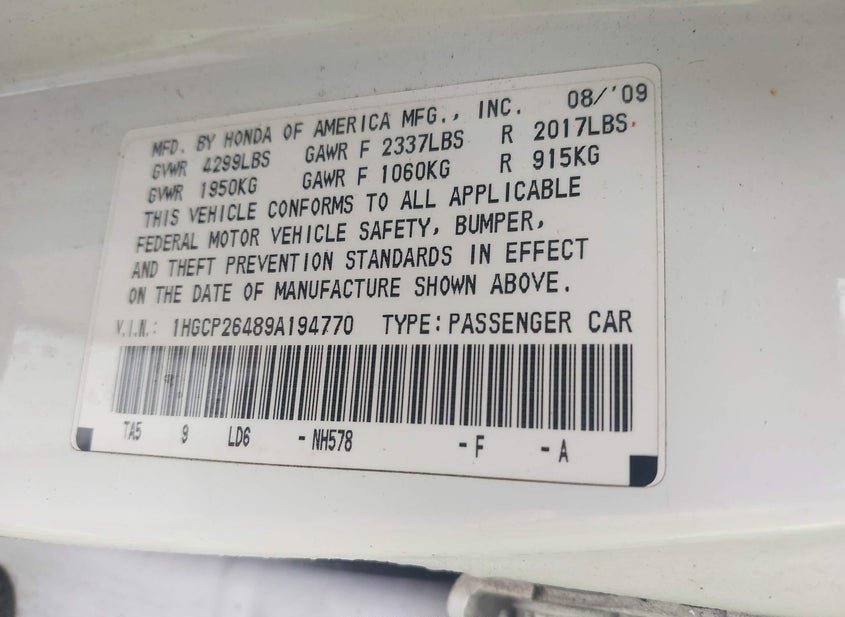 MFD. BY HONDA OF AMERICA MFG., INC. 08/'09
GVWR 4299LBS GAWR F 2337LBS R 2017LBS
GVWR 1950KG GAWR F 1060KG R 915KG
THIS VEHICLE CONFORMS TO ALL APPLICABLE
FEDERAL MOTOR VEHICLE SAFETY, BUMPER,
AND THEFT PREVENTION STANDARDS IN EFFECT
ON THE DATE OF MANUFACTURE SHOWN ABOVE.
V.I.N.: 1HGCP26489A194770 TYPE: PASSENGER CAR
TA5 9 LD6 -NH578 -F -A